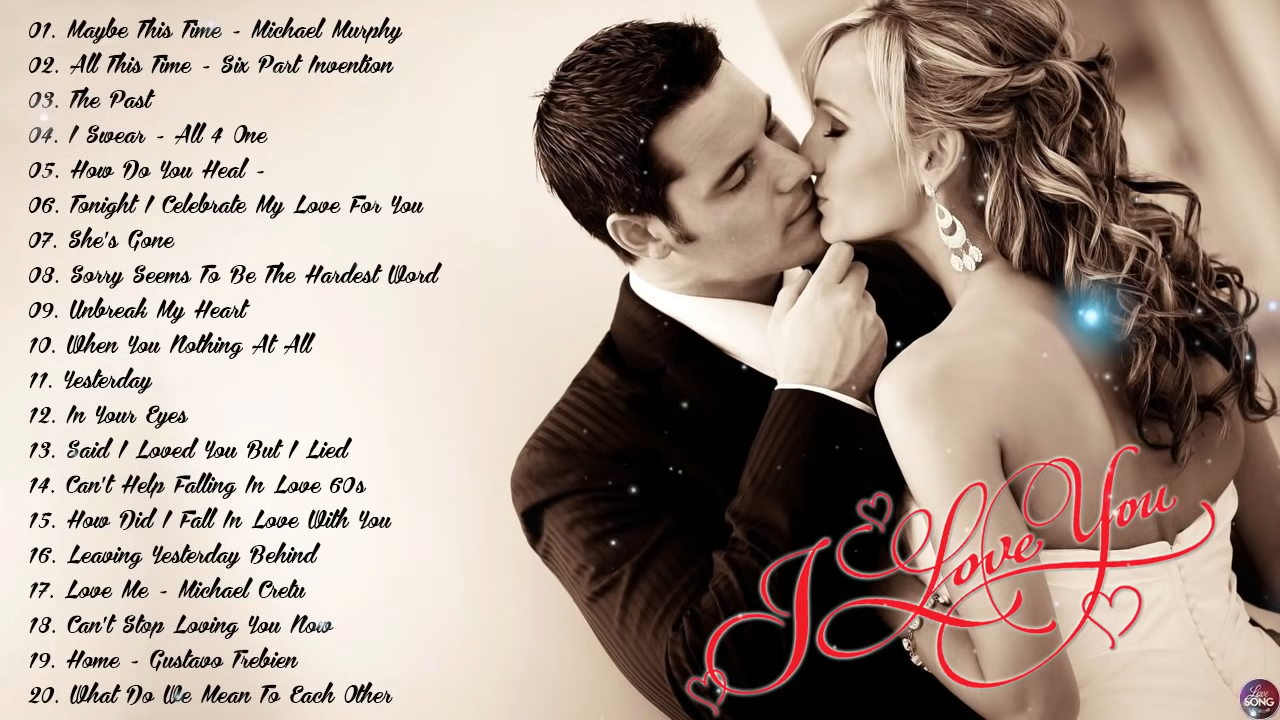 01. Maybe This Time - Michael Murphy
02. All This Time - Six Part Invention
03. The Past
04. I Swear - All 4 One
05. How Do You Heal -
06. Tonight I Celebrate My Love For You
07. She's Gone
08. Sorry Seems To Be The Hardest Word
09. Unbreak My Heart
10. When You Nothing At All
11. Yesterday
12. In Your Eyes
13. Said I Loved You But I Lied
14. Can't Help Falling In Love 60s
15. How Did I Fall In Love With You
16. Leaving Yesterday Behind
17. Love Me - Michael Cretu
18. Can't Stop Loving You Now
19. Home - Gustavo Trebien
20. What Do We Mean To Each Other
I Love You
Love
SONG